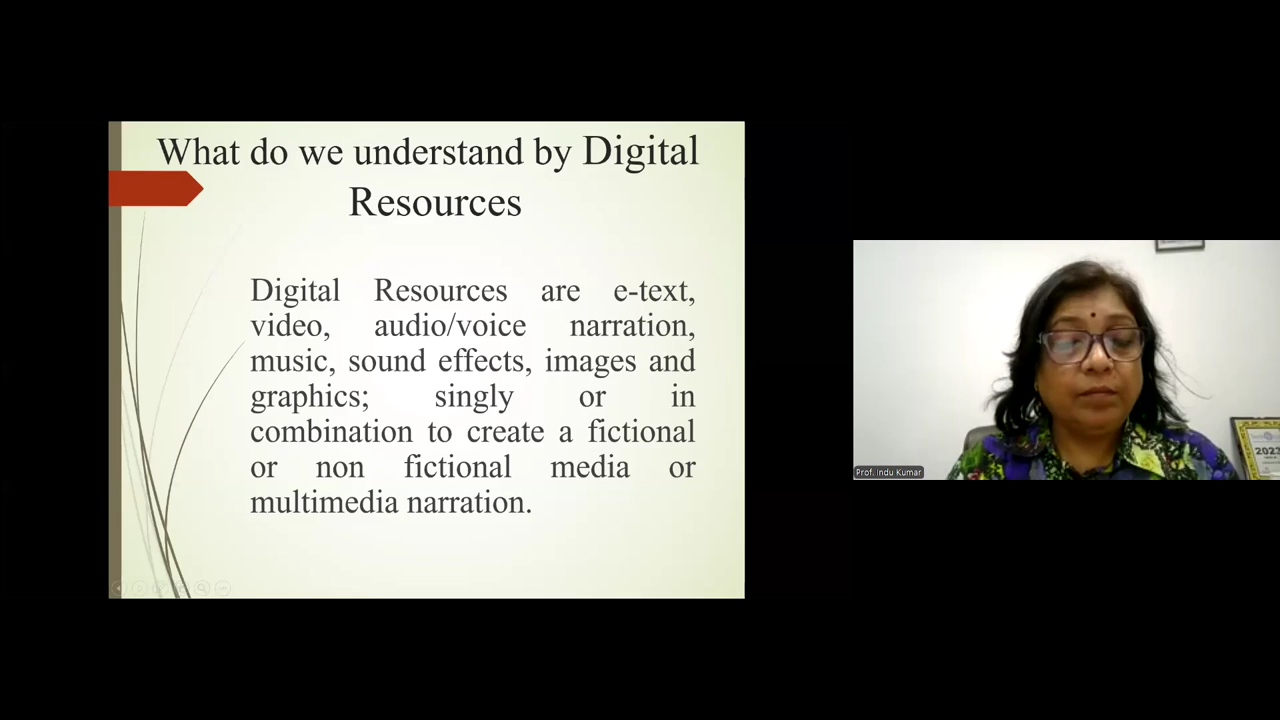 What do we understand by Digital
Resources
Digital Resources are e-text,
video, audio/voice narration,
music, sound effects, images and
graphics; singly or in
combination to create a fictional
or non fictional media or
multimedia narration.
Prof. Indu Kumar
2023